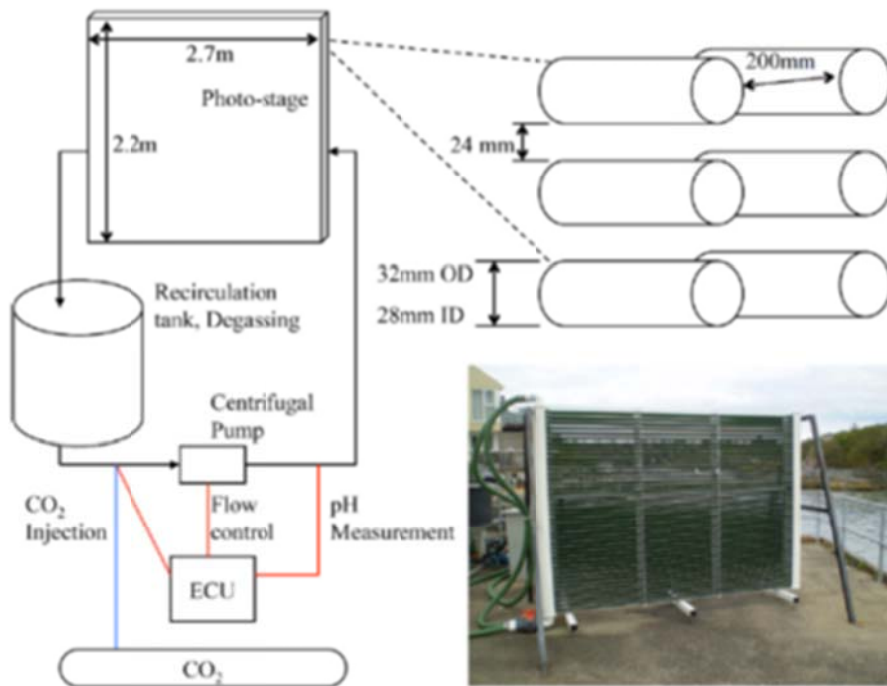 2.7m
Photo-stage
2.2m
200mm
24 mm
32mm OD
28mm ID
Recirculation
tank, Degassing
Centrifugal
Pump
CO₂
Injection
Flow
control
pH
Measurement
ECU
CO₂